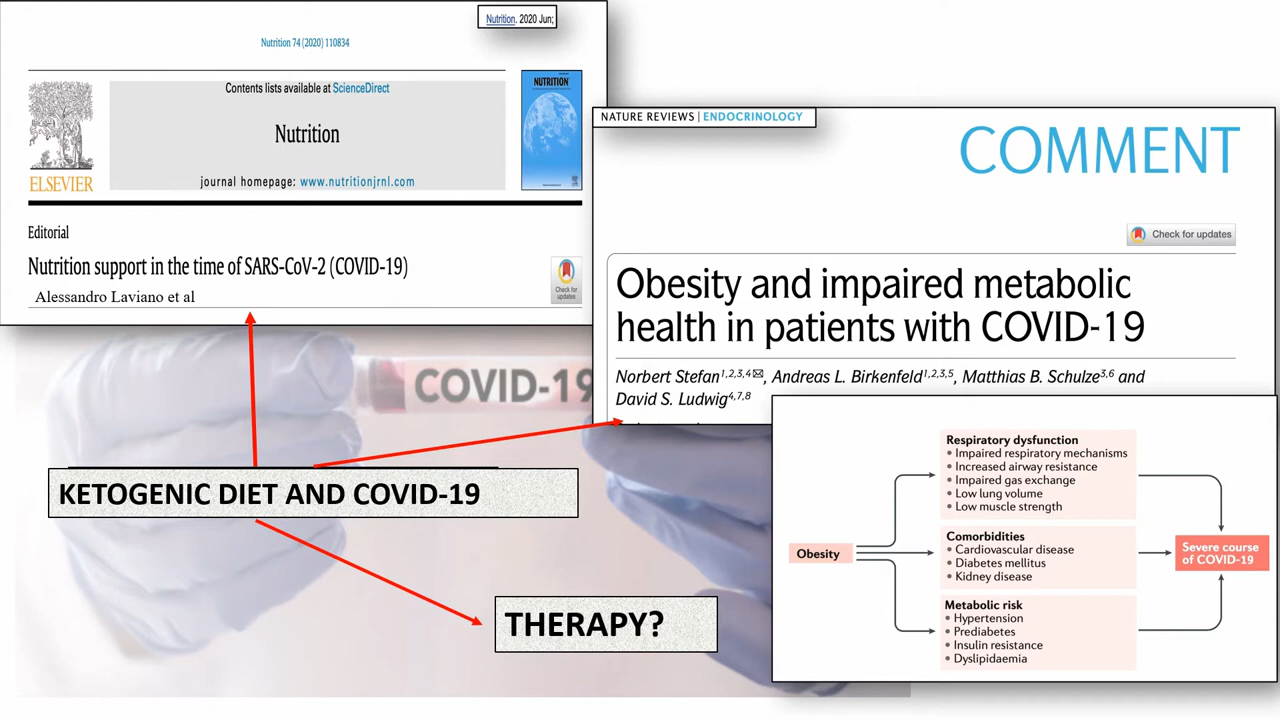 Nutrition. 2020 Jun;
Nutrition 74 (2020) 110834
Contents lists available at ScienceDirect
Nutrition
journal homepage: www.nutritionjrnl.com
ELSEVIER
NUTRITION
Editorial
Nutrition support in the time of SARS-CoV-2 (COVID-19)
Alessandro Laviano et al
Check for
updates
NATURE REVIEWS | ENDOCRINOLOGY
COMMENT
Check for updates
Obesity and impaired metabolic
health in patients with COVID-19
Norbert Stefan1,2,3,4✉, Andreas L. Birkenfeld1,2,3,5, Matthias B. Schulze3,6 and
David S. Ludwig4,7,8
COVID-19
KETOGENIC DIET AND COVID-19
THERAPY?
Obesity
Respiratory dysfunction
• Impaired respiratory mechanisms
• Increased airway resistance
• Impaired gas exchange
• Low lung volume
• Low muscle strength
Comorbidities
• Cardiovascular disease
• Diabetes mellitus
• Kidney disease
Metabolic risk
• Hypertension
• Prediabetes
• Insulin resistance
• Dyslipidaemia
Severe course
of COVID-19